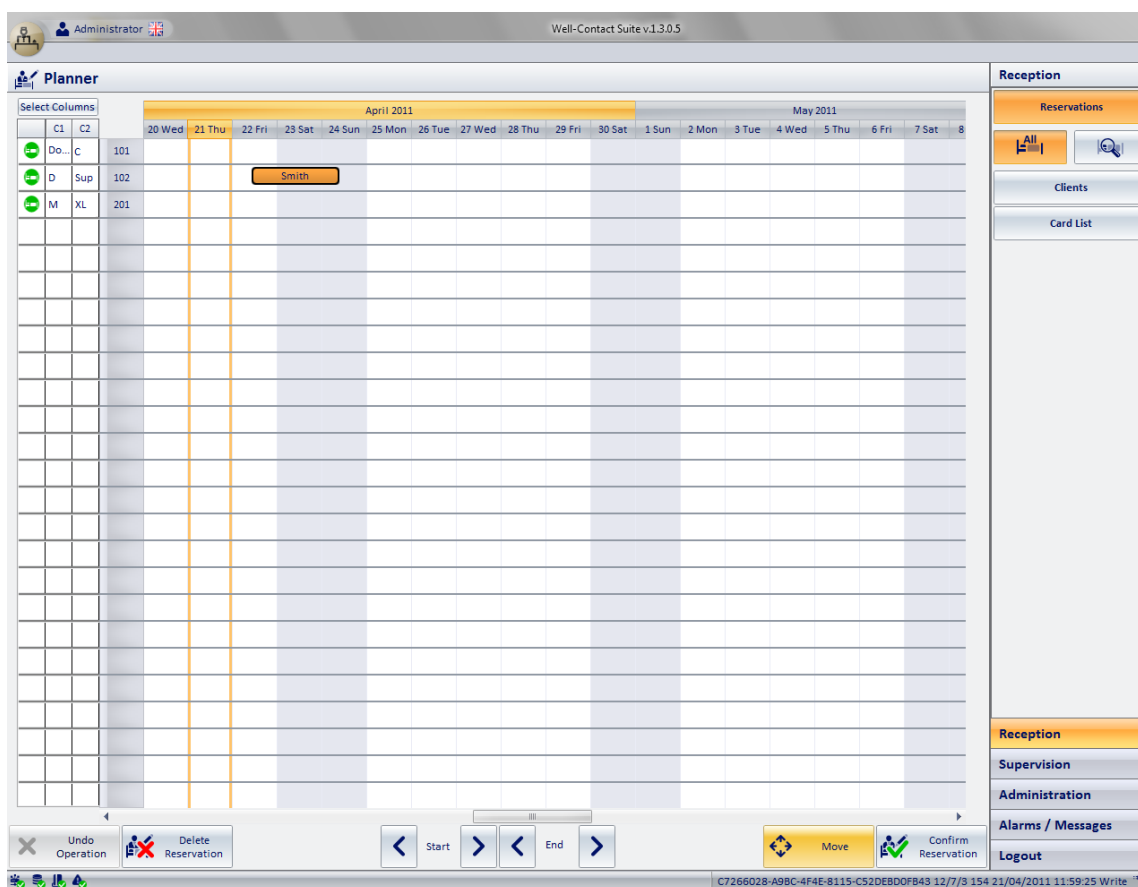 Administrator
Well-Contact Suite v.1.3.0.5
Planner
Select Columns
April 2011 May 2011
C1 C2 20 Wed 21 Thu 22 Fri 23 Sat 24 Sun 25 Mon 26 Tue 27 Wed 28 Thu 29 Fri 30 Sat 1 Sun 2 Mon 3 Tue 4 Wed 5 Thu 6 Fri 7 Sat 8
Do... C 101
D Sup 102 Smith
M XL 201
Undo Operation
Delete Reservation
Start
End
Move
Confirm Reservation
Reception
Reservations
All
Clients
Card List
Reception
Supervision
Administration
Alarms / Messages
Logout
C7266028-A9BC-4F4E-8115-C52DEBD0FB43 12/7/3 154 21/04/2011 11:59:25 Write